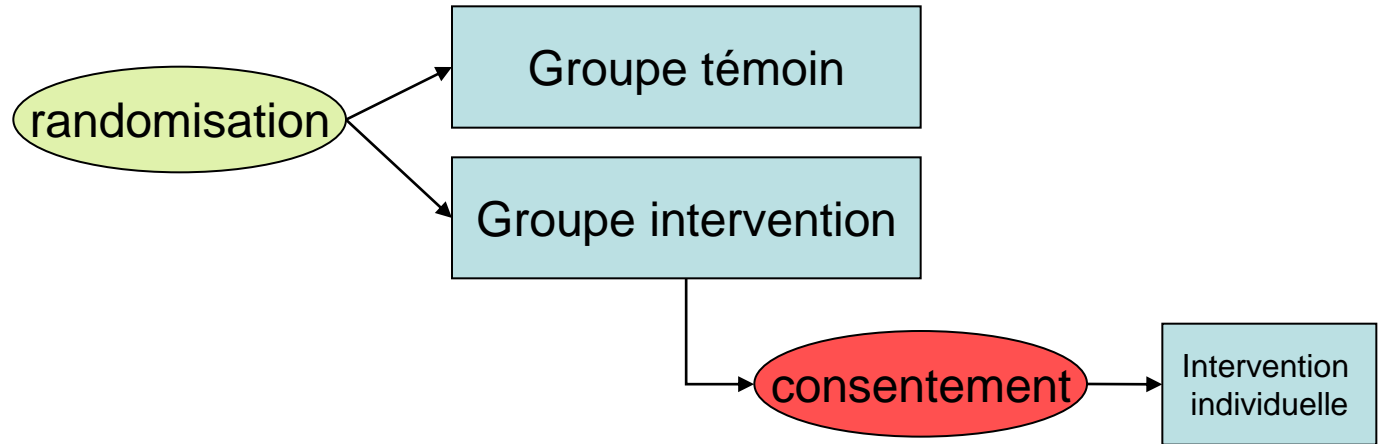 randomisation
Groupe témoin
Groupe intervention
consentement
Intervention
individuelle